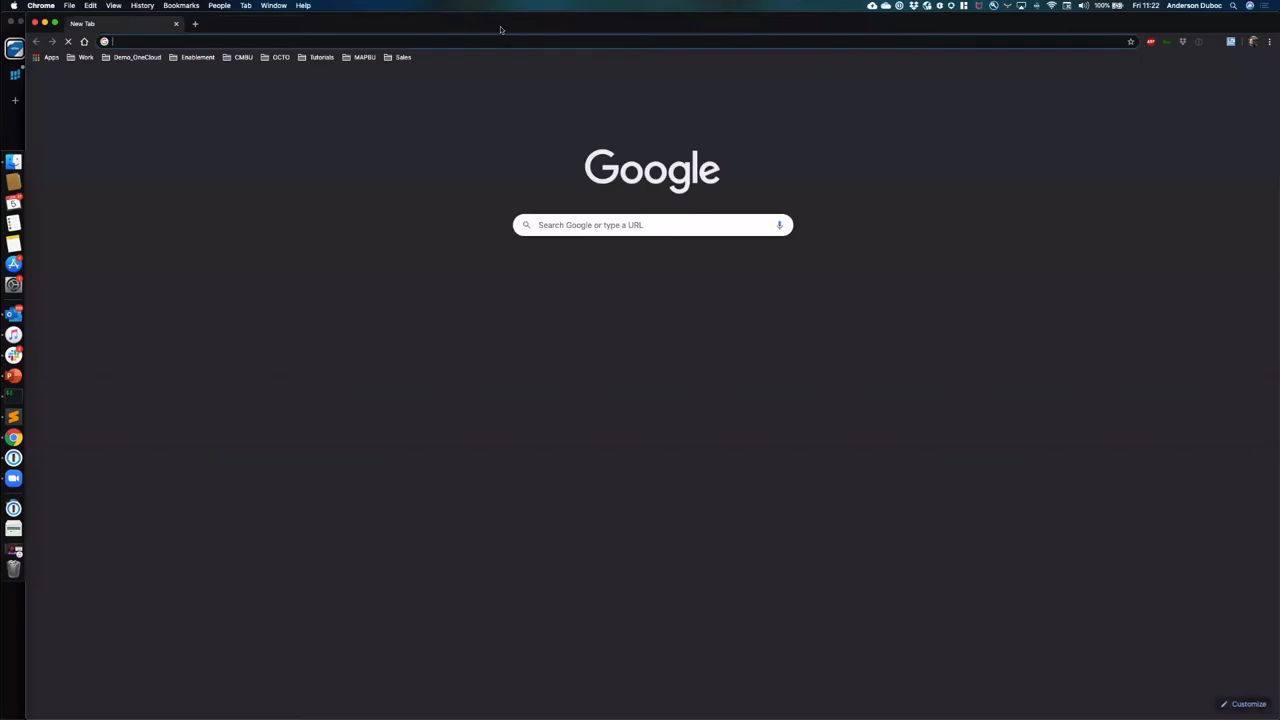 Chrome File Edit View History Bookmarks People Tab Window Help 100% Fri 11:22 Anderson Duboc
New Tab
Apps Work Demo_OneCloud Enablement CMBU OCTO Tutorials MAPBU Sales
Google
Search Google or type a URL
Customize